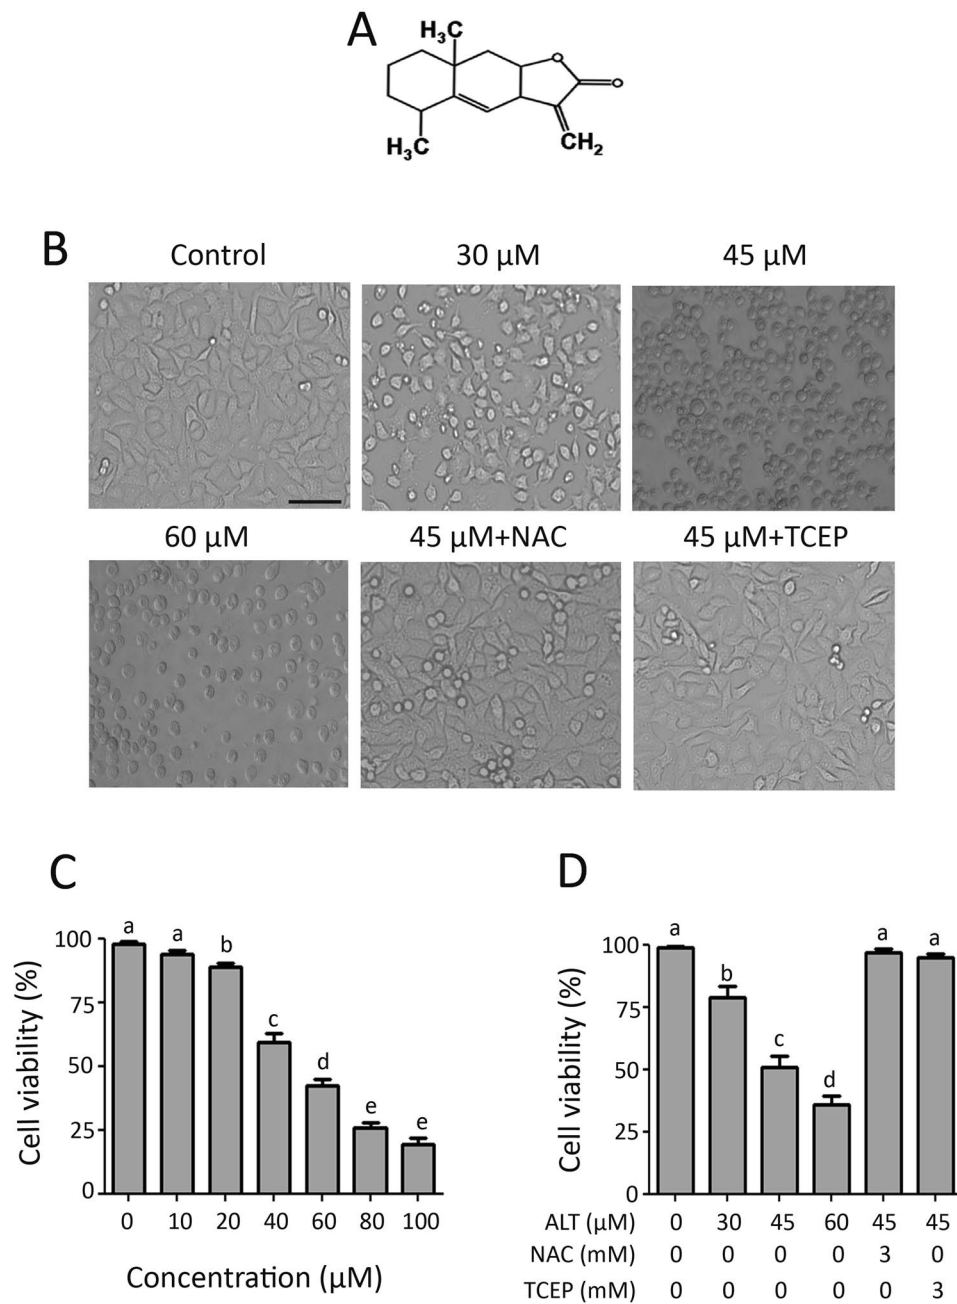 A
H₃C
O
O
H₃C
CH₂
B
Control
30 μM
45 μM
60 μM
45 μM+NAC
45 μM+TCEP
C
Cell viability (%)
100
75
50
25
0
a
a
b
c
d
e
e
0 10 20 40 60 80 100
Concentration (μM)
D
Cell viability (%)
100
75
50
25
0
a
b
c
d
a
a
ALT (μM) 0 30 45 60 45 45
NAC (mM) 0 0 0 0 3 0
TCEP (mM) 0 0 0 0 0 3